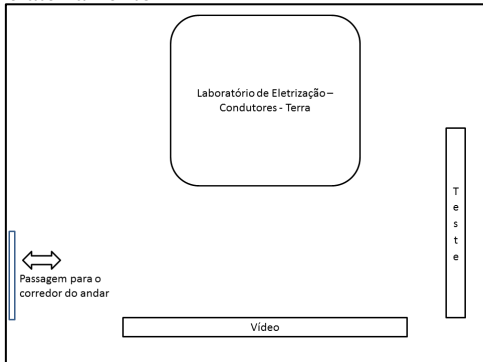 Laboratório de Eletrização –
Condutores - Terra
T
e
s
t
e
Passagem para o
corredor do andar
Vídeo